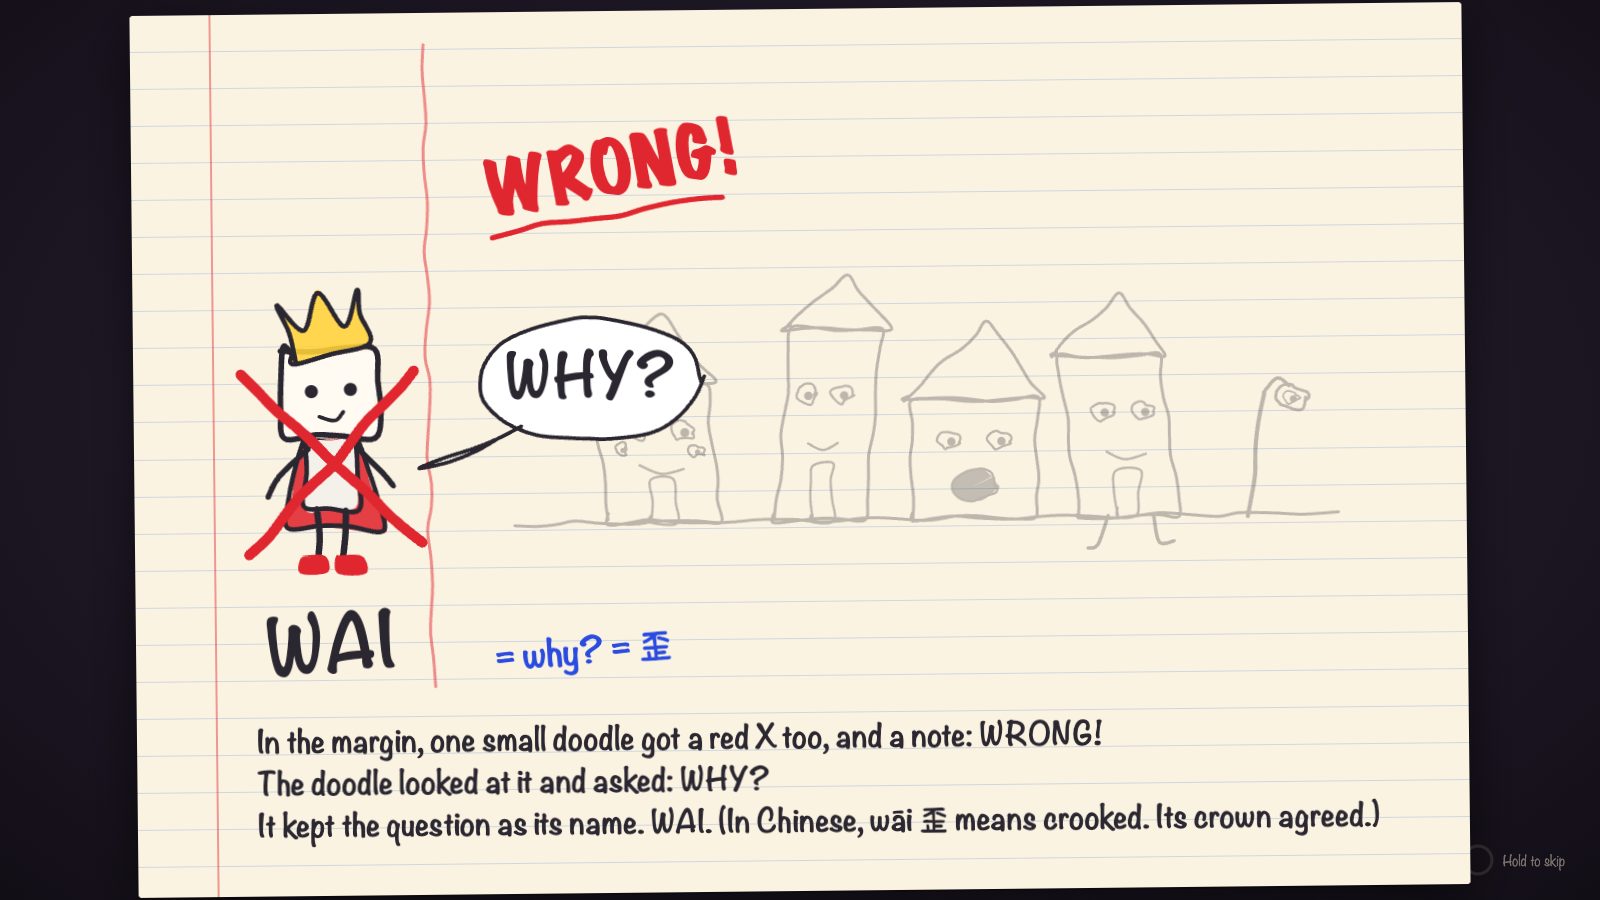 WRONG!
WHY?
WAI
= why? = 歪
In the margin, one small doodle got a red X too, and a note: WRONG!
The doodle looked at it and asked: WHY?
It kept the question as its name. WAI. (In Chinese, wāi 歪 means crooked. Its crown agreed.)
Hold to skip